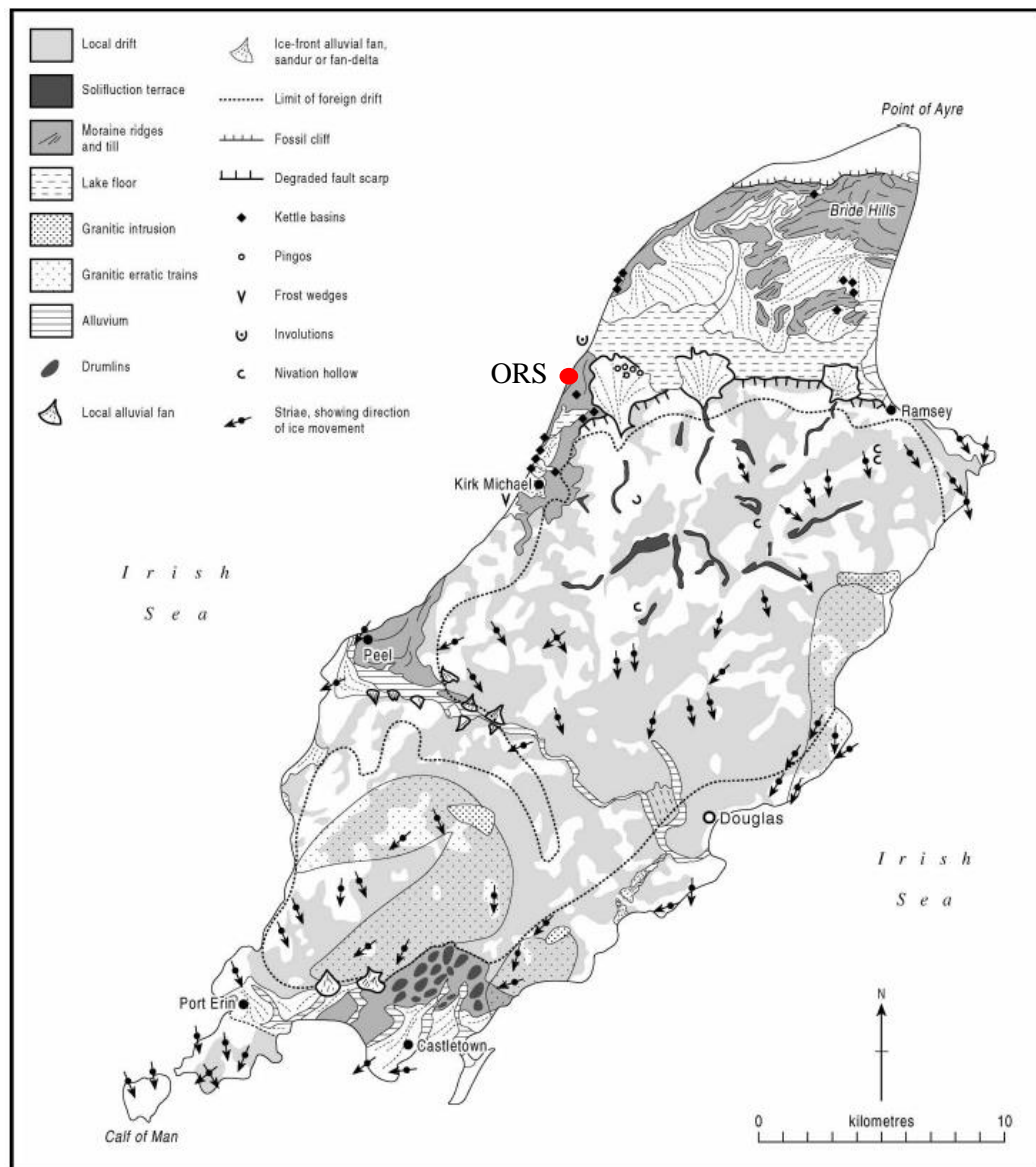 Local drift
Solifluction terrace
Moraine ridges
and till
Lake floor
Granitic intrusion
Granitic erratic trains
Alluvium
Drumlins
Local alluvial fan
Ice-front alluvial fan,
sandur or fan-delta
Limit of foreign drift
Fossil cliff
Degraded fault scarp
Kettle basins
Pingos
Frost wedges
Involutions
Nivation hollow
Striae, showing direction
of ice movement
Point of Ayre
Bride Hills
ORS
Ramsey
Kirk Michael
Irish
Sea
Peel
Douglas
Irish
Sea
Port Erin
Castletown
Calf of Man
N
0 kilometres 10